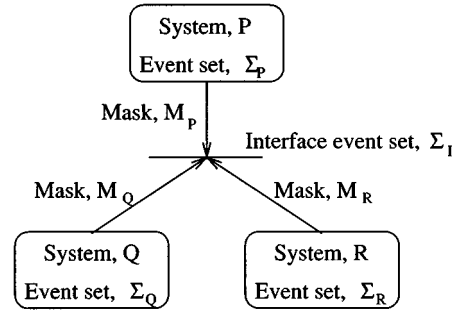 System, P
Event set, Σ_P
Mask, M_P
Interface event set, Σ_I
Mask, M_Q
Mask, M_R
System, Q
System, R
Event set, Σ_Q
Event set, Σ_R